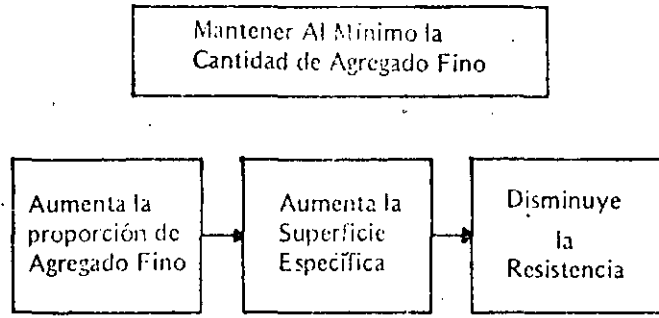 Mantener Al Mínimo la
Cantidad de Agregado Fino
Aumenta la
proporción de
Agregado Fino
Aumenta la
Superficie
Específica
Disminuye
la
Resistencia